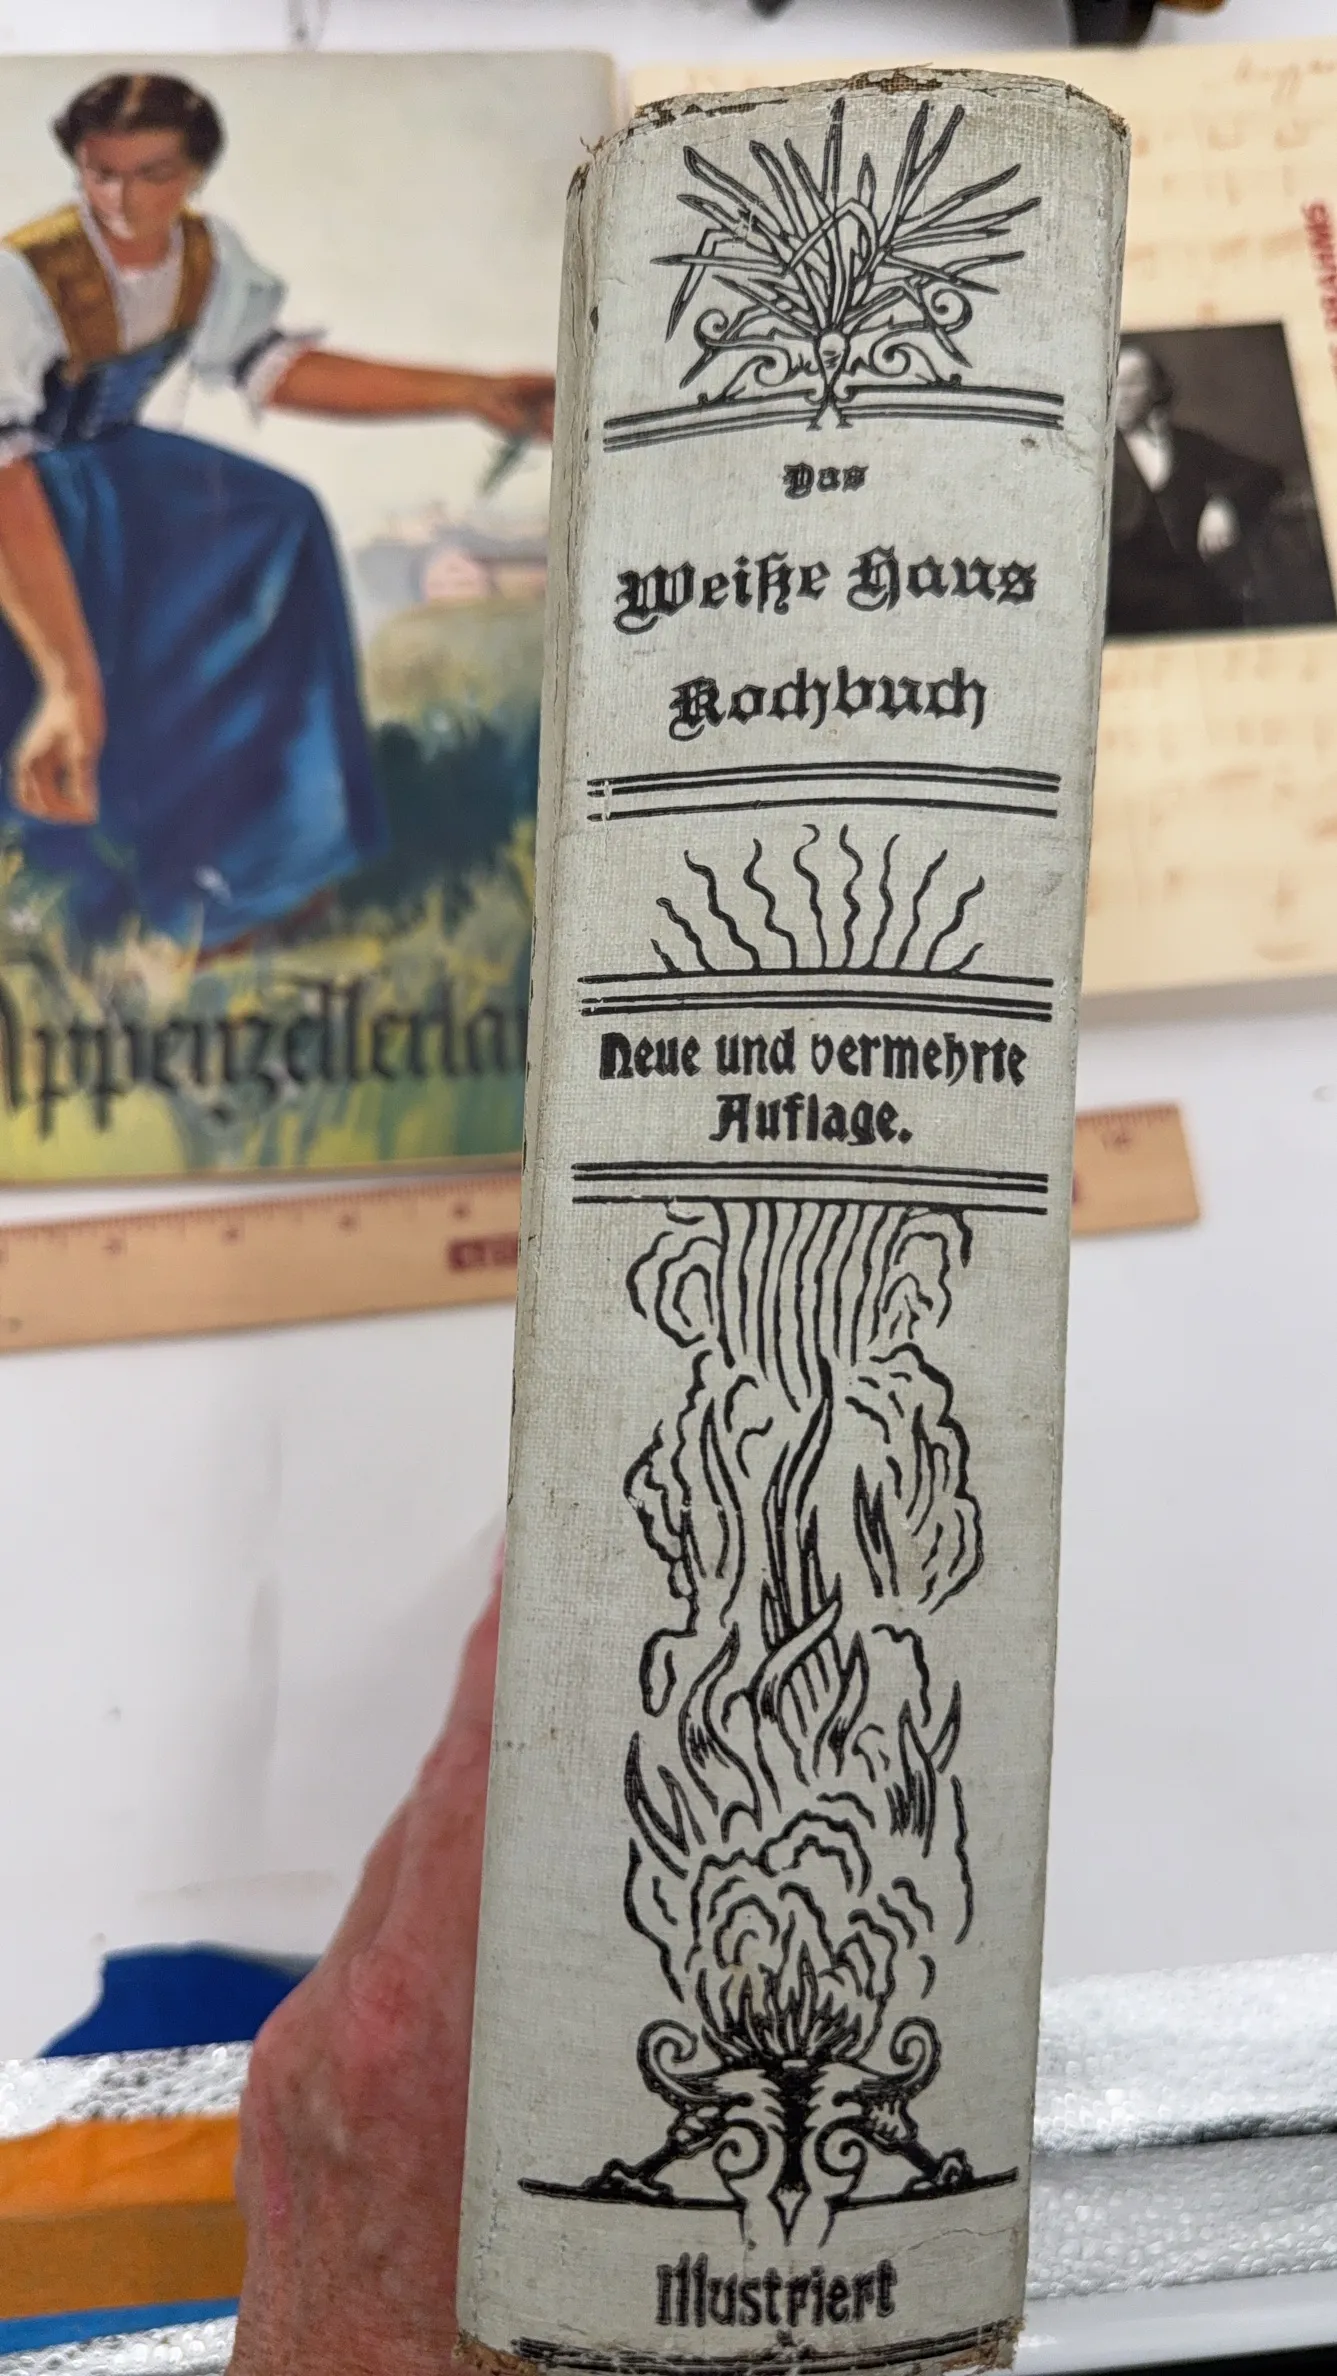 Das
Weiße Haus
Kochbuch
Neue und vermehrte
Auflage.
Illustriert